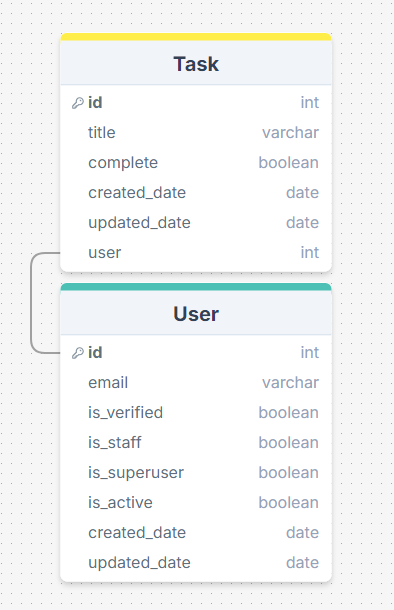 Task
id int
title varchar
complete boolean
created_date date
updated_date date
user int
User
id int
email varchar
is_verified boolean
is_staff boolean
is_superuser boolean
is_active boolean
created_date date
updated_date date